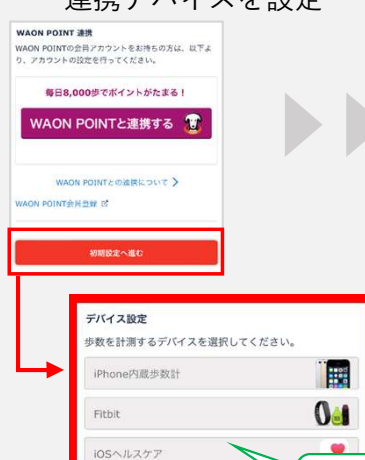 連携デバイスを設定
WAON POINT 連携
WAON POINTの会員アカウントをお持ちの方は、以下よ
り、アカウントの設定を行ってください。
毎日8,000歩でポイントがたまる！
WAON POINTと連携する
WAON POINTとの連携について
WAON POINT会員登録
初期設定へ進む
デバイス設定
歩数を計測するデバイスを選択してください。
iPhone内蔵歩数計
Fitbit
iOSヘルスケア